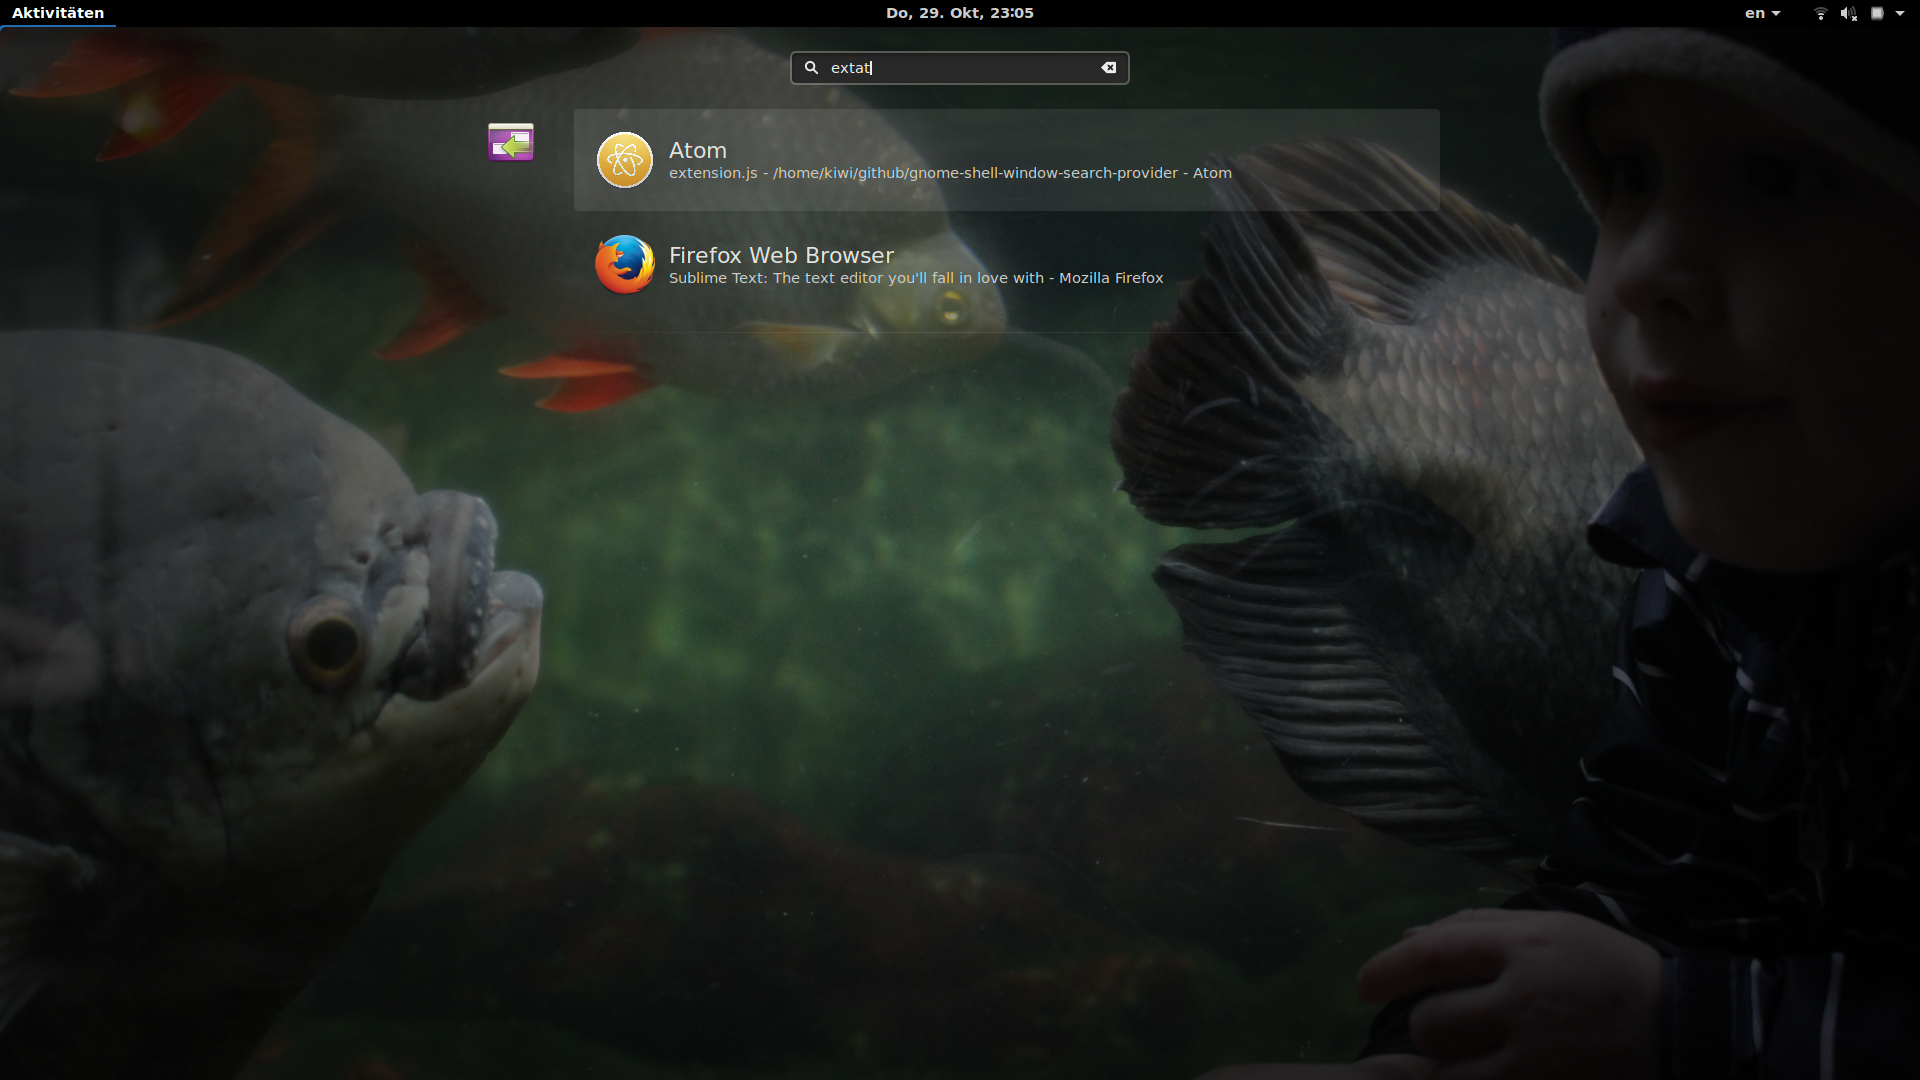 Aktivitäten
Do, 29. Okt, 23:05
en
extat
Atom
extension.js - /home/kiwi/github/gnome-shell-window-search-provider - Atom
Firefox Web Browser
Sublime Text: The text editor you'll fall in love with - Mozilla Firefox